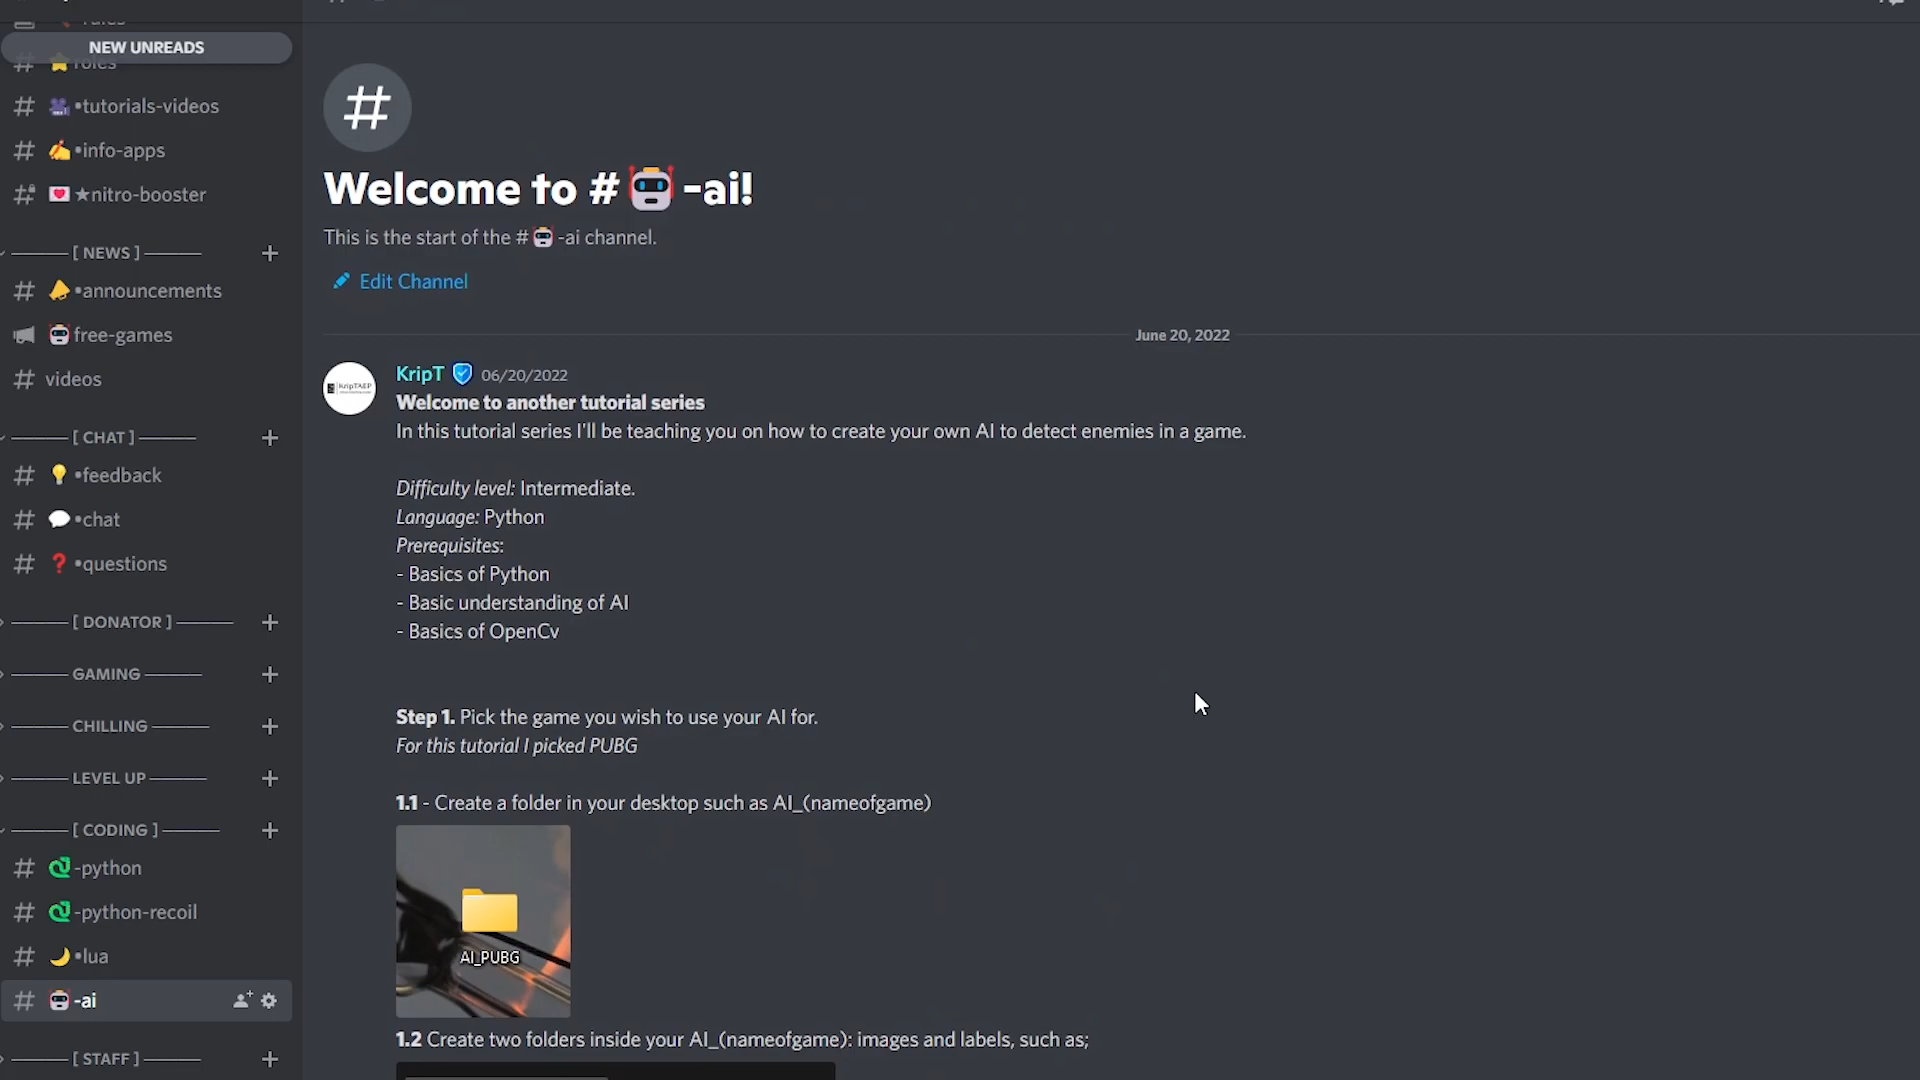 rules
NEW UNREADS
roles
•tutorials-videos
•info-apps
★nitro-booster
[ NEWS ]
•announcements
free-games
videos
[ CHAT ]
•feedback
•chat
•questions
[ DONATOR ]
GAMING
CHILLING
LEVEL UP
[ CODING ]
-python
-python-recoil
•lua
-ai
[ STAFF ]
Welcome to # -ai!
This is the start of the # -ai channel.
Edit Channel
June 20, 2022
KripTAEP
KripT 06/20/2022
Welcome to another tutorial series
In this tutorial series I'll be teaching you on how to create your own AI to detect enemies in a game.
Difficulty level: Intermediate.
Language: Python
Prerequisites:
- Basics of Python
- Basic understanding of AI
- Basics of OpenCv
Step 1. Pick the game you wish to use your AI for.
For this tutorial I picked PUBG
1.1 - Create a folder in your desktop such as AI_(nameofgame)
AI_PUBG
1.2 Create two folders inside your AI_(nameofgame): images and labels, such as;